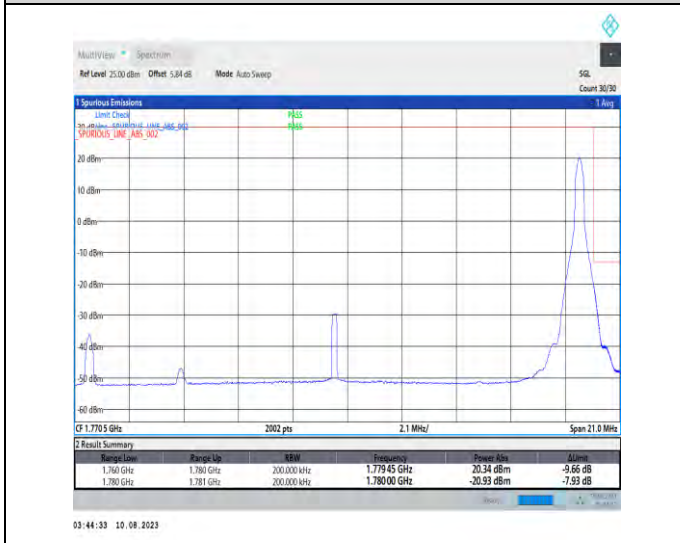 MultiView Spectrum
Ref Level 25.00 dBm Offset 5.84 dB Mode Auto Sweep SGL
Count 30/30
1 Spurious Emissions 1 Avg
Limit Check PASS
SPURIOUS_LINE_ABS_002 PASS
SPURIOUS_LINE_ABS_002
20 dBm
10 dBm
0 dBm
-10 dBm
-20 dBm
-30 dBm
-40 dBm
-50 dBm
-60 dBm
CF 1.7705 GHz 2002 pts 2.1 MHz/ Span 21.0 MHz
2 Result Summary
Range Low Range Up RBW Frequency Power Abs ΔLimit
1.760 GHz 1.780 GHz 200.000 kHz 1.77945 GHz 20.34 dBm -9.66 dB
1.780 GHz 1.781 GHz 200.000 kHz 1.78000 GHz -20.93 dBm -7.93 dB
03:44:33 10.08.2023